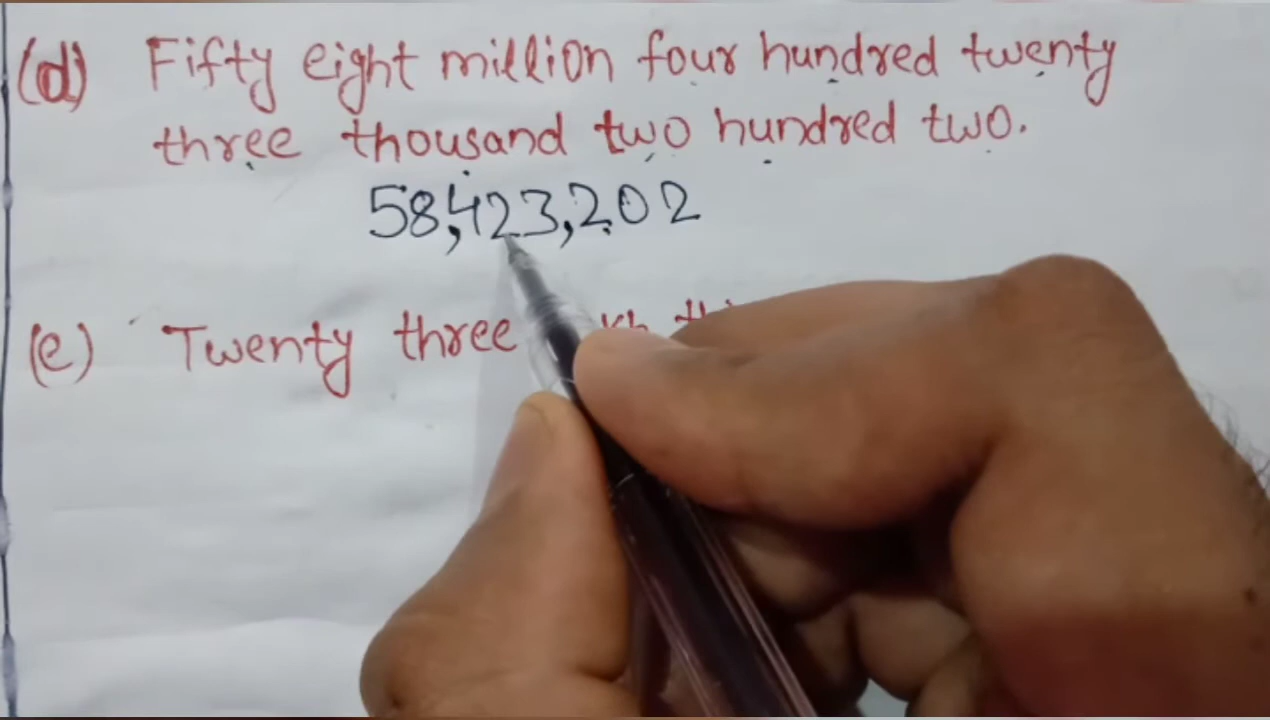 (d) Fifty eight million four hundred twenty
three thousand two hundred two.
58,423,202
(e) Twenty three